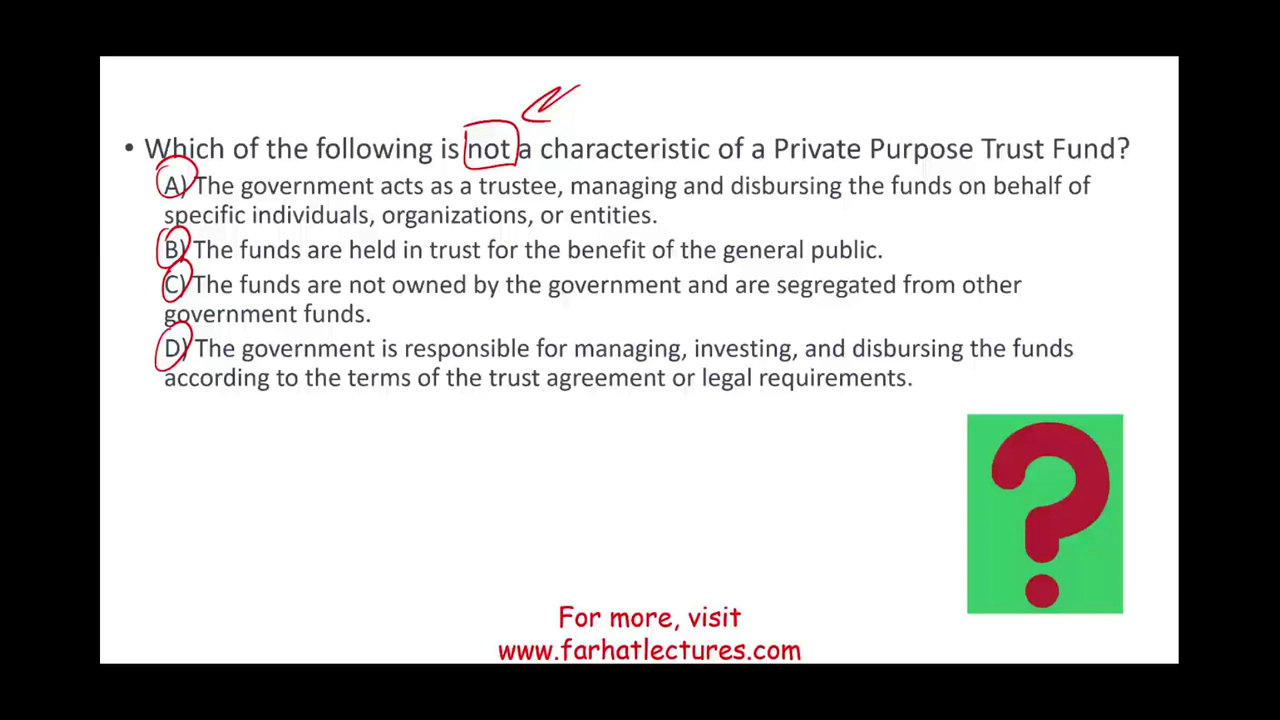 • Which of the following is not a characteristic of a Private Purpose Trust Fund?
A) The government acts as a trustee, managing and disbursing the funds on behalf of
specific individuals, organizations, or entities.
B) The funds are held in trust for the benefit of the general public.
C) The funds are not owned by the government and are segregated from other
government funds.
D) The government is responsible for managing, investing, and disbursing the funds
according to the terms of the trust agreement or legal requirements.
?
For more, visit
www.farhatlectures.com